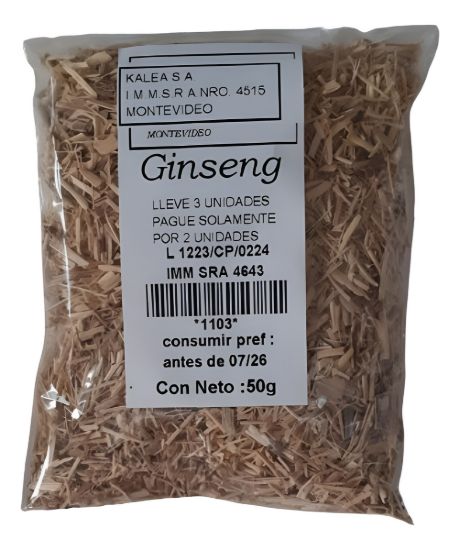 KALEA S A
I M M.S R A NRO. 4515
MONTEVIDEO
MONTEVIDEO
Ginseng
LLEVE 3 UNIDADES
PAGUE SOLAMENTE
POR 2 UNIDADES
L 1223/CP/0224
IMM SRA 4643
*1103*
consumir pref :
antes de 07/26
Con Neto :50g